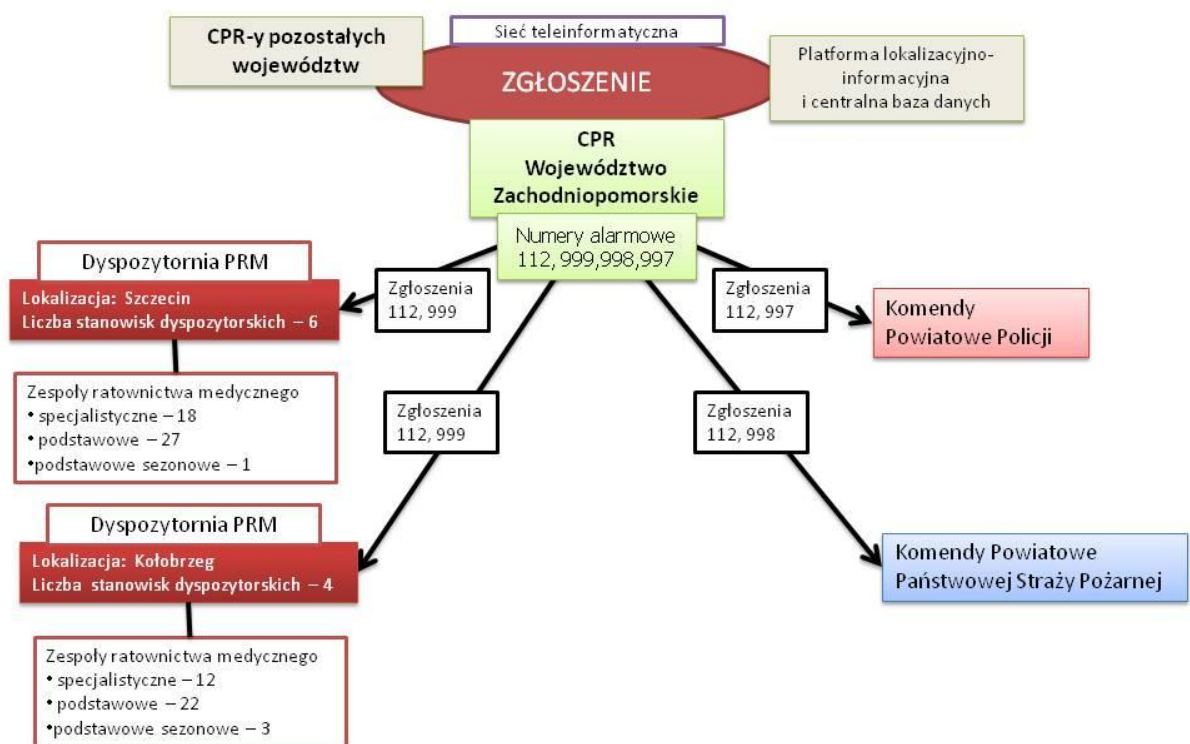 CPR-y pozostałych
województw
Sieć teleinformatyczna
ZGŁOSZENIE
Platforma lokalizacyjno-
informacyjna
i centralna baza danych
CPR
Województwo
Zachodniopomorskie
Numery alarmowe
112, 999,998,997
Dyspozytornia PRM
Lokalizacja: Szczecin
Liczba stanowisk dyspozytorskich – 6
Zgłoszenia
112, 999
Zgłoszenia
112, 997
Komendy
Powiatowe Policji
Zespoły ratownictwa medycznego
• specjalistyczne – 18
• podstawowe – 27
•podstawowe sezonowe – 1
Zgłoszenia
112, 999
Zgłoszenia
112, 998
Dyspozytornia PRM
Lokalizacja: Kołobrzeg
Liczba stanowisk dyspozytorskich – 4
Komendy Powiatowe
Państwowej Straży Pożarnej
Zespoły ratownictwa medycznego
• specjalistyczne – 12
• podstawowe – 22
•podstawowe sezonowe – 3